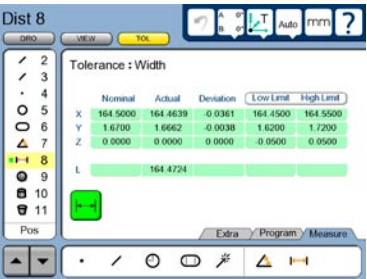 Dist 8
DRO VIEW TOL
A 0°
B 0°
T Auto mm ?
2
3
4
5
6
7
8
9
10
11
Pos
Tolerance : Width
Nominal Actual Deviation Low Limit High Limit
X 164.5000 164.4639 -0.0361 164.4500 164.5500
Y 1.6700 1.6662 -0.0038 1.6200 1.7200
Z 0.0000 0.0000 0.0000 -0.0500 0.0500
L 164.4724
Extra Program Measure